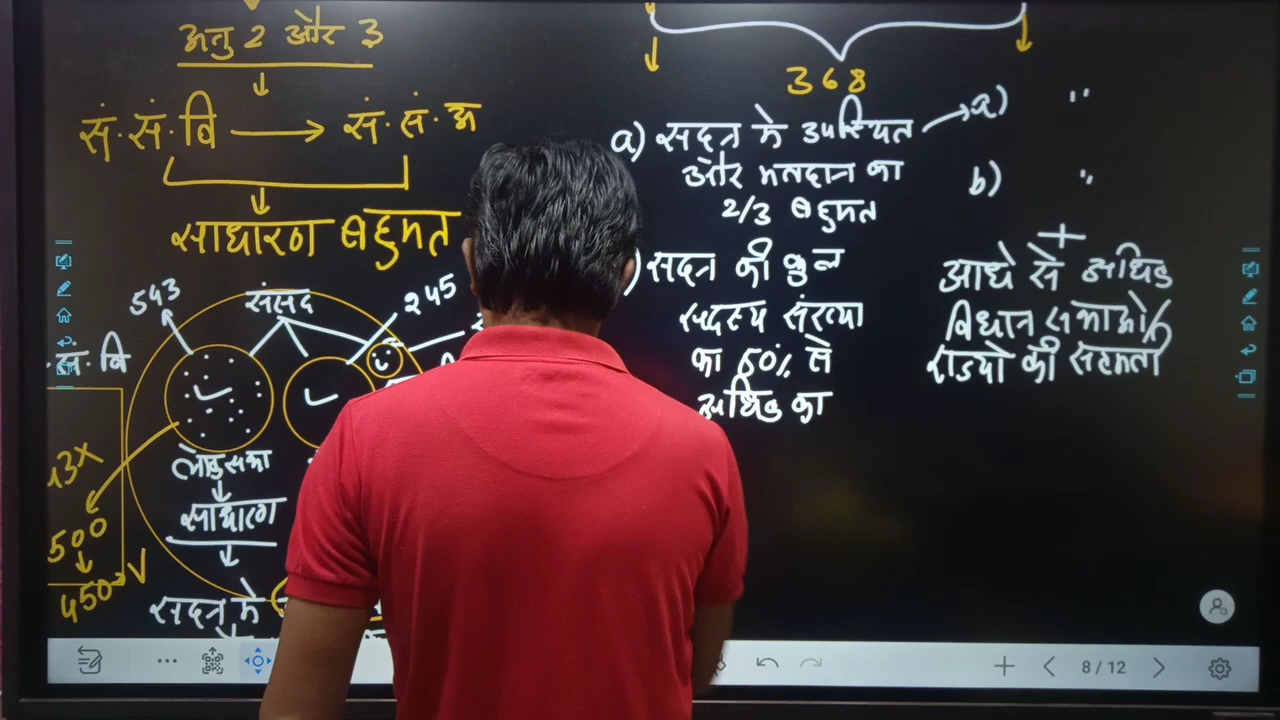 अनु 2 और 3
सं.सं.वि → सं.सं.अ
साधारण बहुमत
543
संसद
245
.सं.वि
लोकसभा
साधारण
500
450
सदन मे
368
a) सदन मे उपस्थित
और मतदान का
2/3 बहुमत
) सदन की कुल
सदस्य संख्या
का 50% से
अधिक का
a) "
b) "
+
आधे से अधिक
विधान सभाओ/
राज्यो की सहमती
8/12